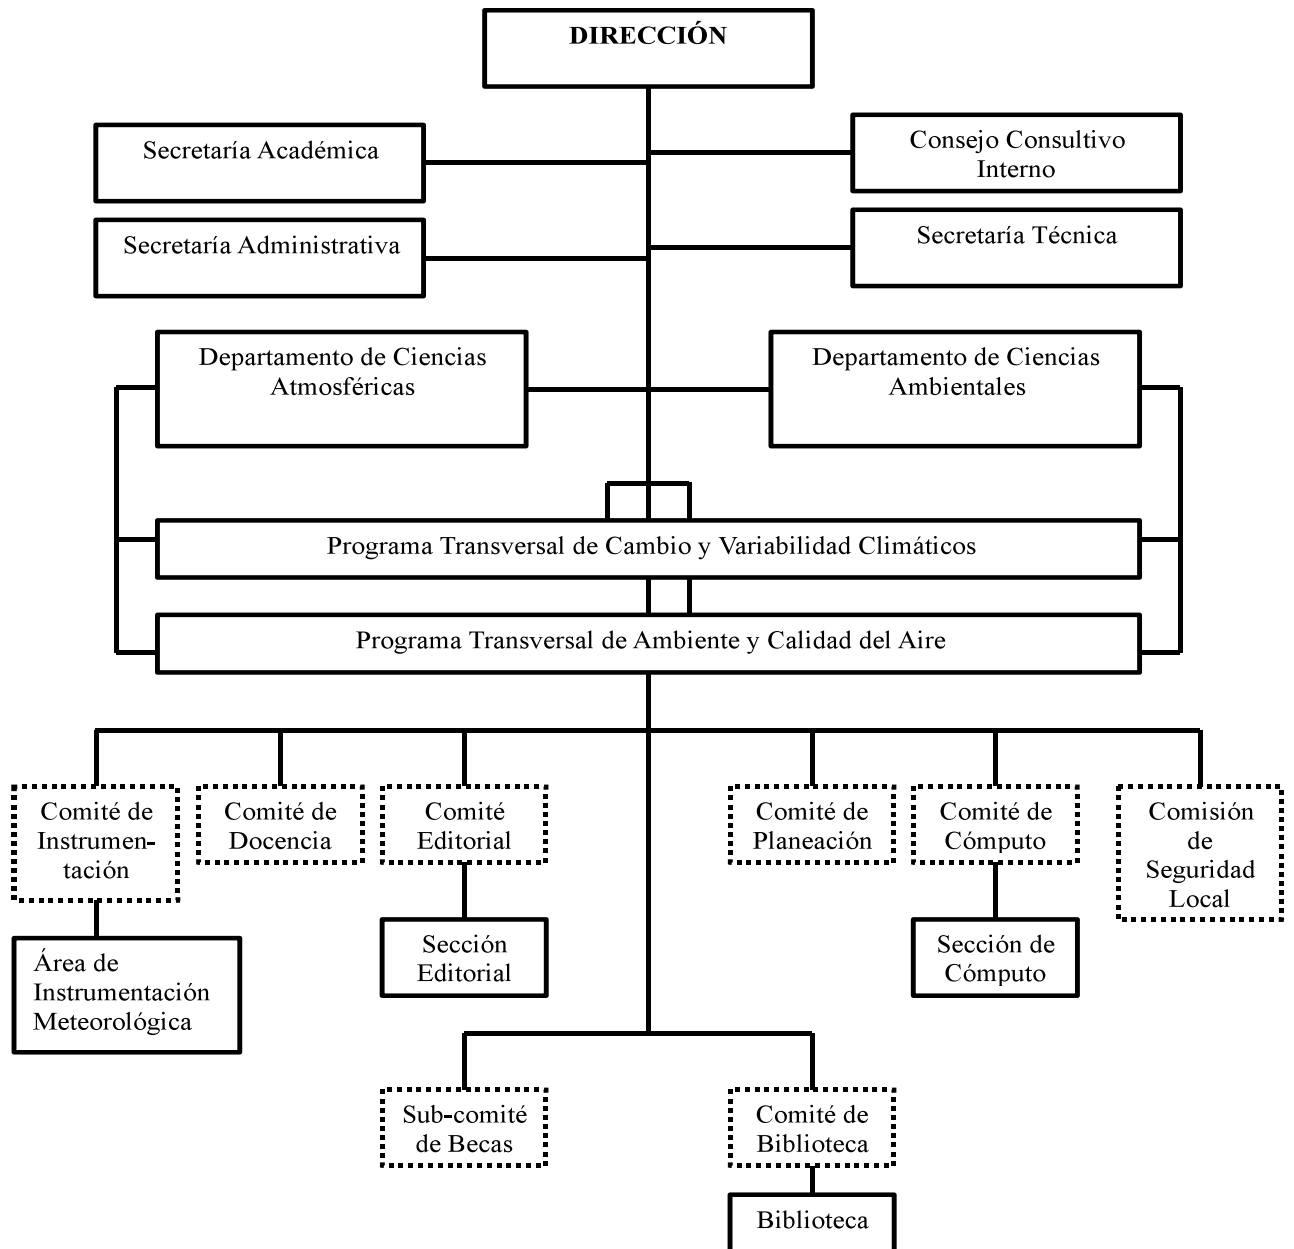 DIRECCIÓN
Secretaría Académica
Consejo Consultivo
Interno
Secretaría Administrativa
Secretaría Técnica
Departamento de Ciencias
Atmosféricas
Departamento de Ciencias
Ambientales
Programa Transversal de Cambio y Variabilidad Climáticos
Programa Transversal de Ambiente y Calidad del Aire
Comité de
Instrumen-
tación
Comité de
Docencia
Comité
Editorial
Comité de
Planeación
Comité de
Cómputo
Comisión
de
Seguridad
Local
Área de
Instrumentación
Meteorológica
Sección
Editorial
Sección de
Cómputo
Sub-comité
de Becas
Comité de
Biblioteca
Biblioteca